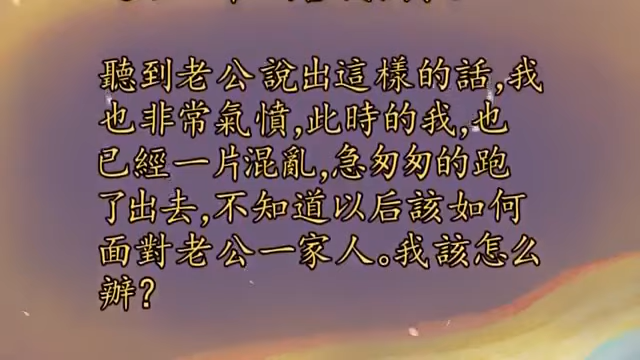 聽到老公說出這樣的話,我
也非常氣憤,此時的我,也
已經一片混亂,急匆匆的跑
了出去,不知道以后該如何
面對老公一家人。我該怎么
辦?